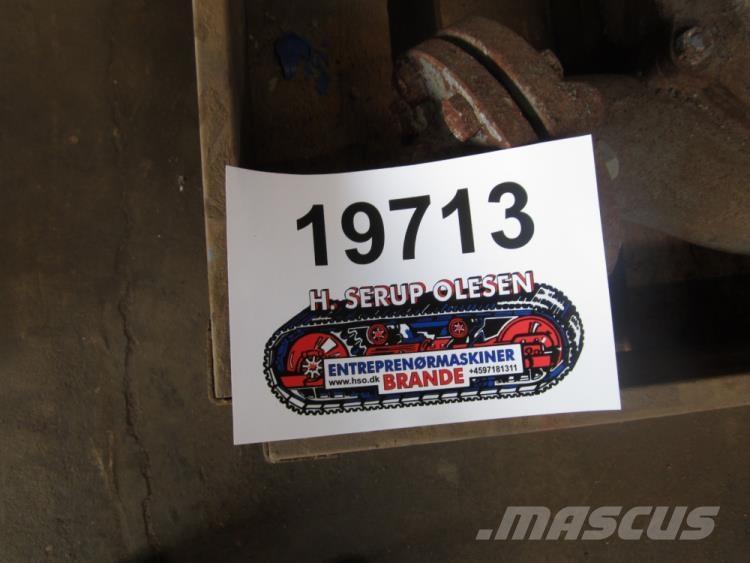 19713
H. SERUP OLESEN
ENTREPRENØRMASKINER
www.hso.dk BRANDE +4597181311
.MASCUS